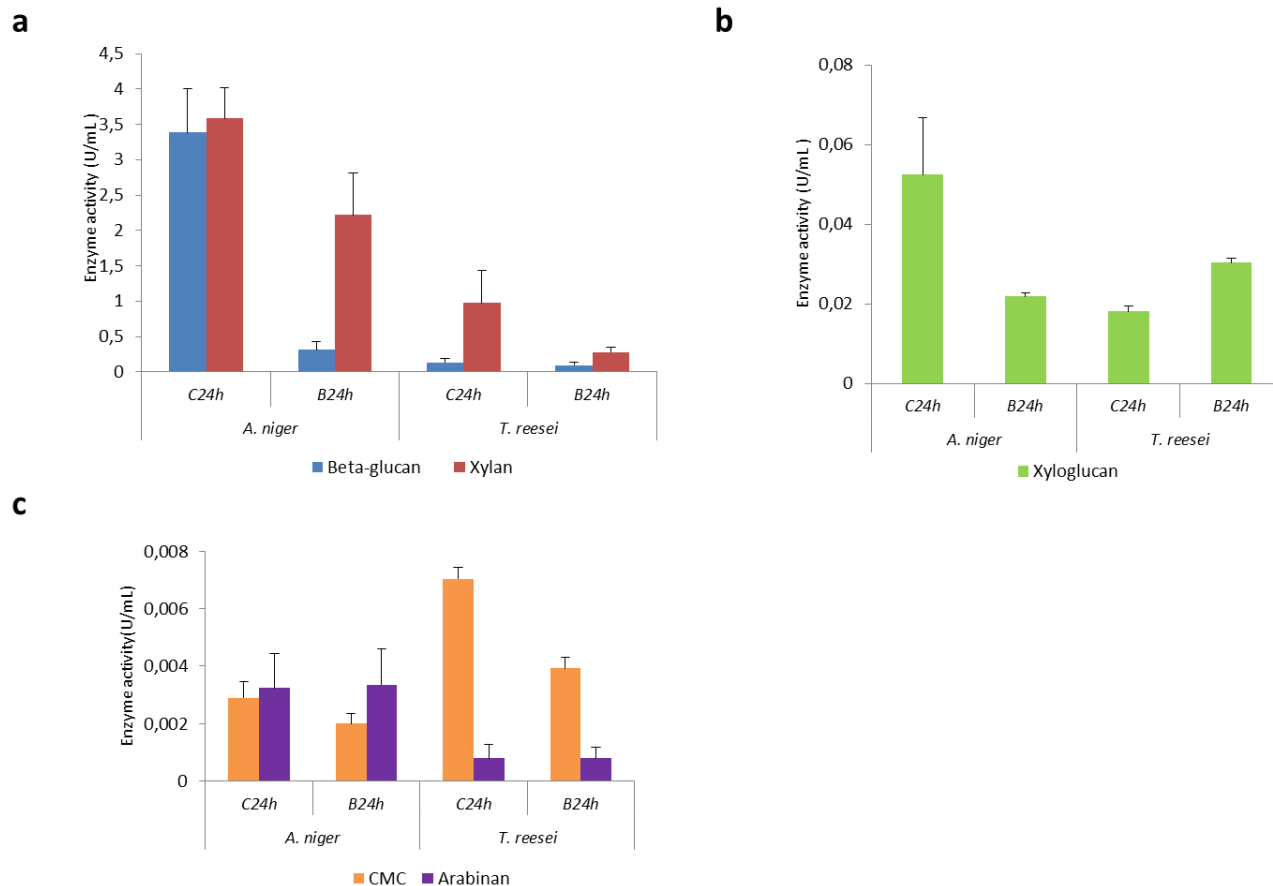 a
4,5
4
3,5
3
2,5
2
1,5
1
0,5
0
Enzyme activity (U/mL)
C24h B24h C24h B24h
A. niger T. reesei
Beta-glucan Xylan
b
0,08
0,06
0,04
0,02
0
Enzyme activity (U/mL )
C24h B24h C24h B24h
A. niger T. reesei
Xyloglucan
c
0,008
0,006
0,004
0,002
0
Enzyme activity(U/mL)
C24h B24h C24h B24h
A. niger T. reesei
CMC Arabinan